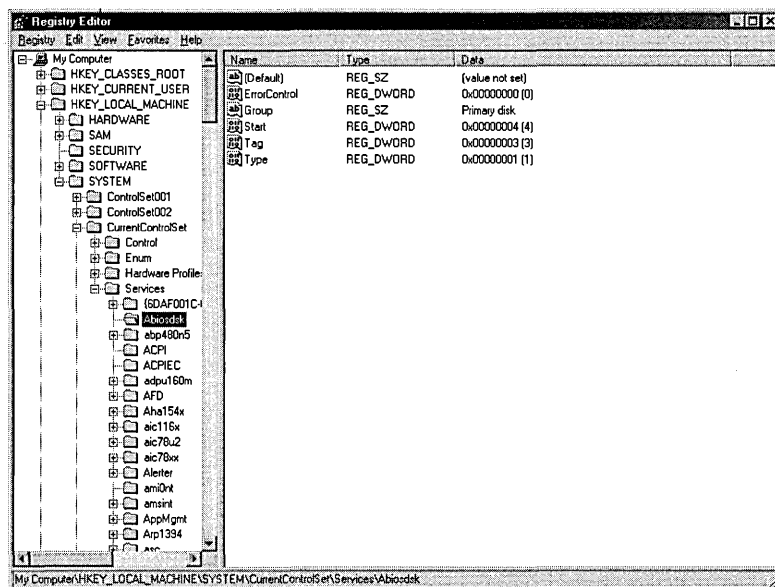 Registry Editor
Registry Edit View Favorites Help
My Computer
HKEY_CLASSES_ROOT
HKEY_CURRENT_USER
HKEY_LOCAL_MACHINE
HARDWARE
SAM
SECURITY
SOFTWARE
SYSTEM
ControlSet001
ControlSet002
CurrentControlSet
Control
Enum
Hardware Profile
Services
{6DAF001C-
Abiosdsk
abp480n5
ACPI
ACPIEC
adpu160m
AFD
Aha154x
aic116x
aic78u2
aic78xx
Alerter
ami0nt
amsint
AppMgmt
Arp1394
asc
Name Type Data
(Default) REG_SZ (value not set)
ErrorControl REG_DWORD 0x00000000 (0)
Group REG_SZ Primary disk
Start REG_DWORD 0x00000004 (4)
Tag REG_DWORD 0x00000003 (3)
Type REG_DWORD 0x00000001 (1)
My Computer\HKEY_LOCAL_MACHINE\SYSTEM\CurrentControlSet\Services\Abiosdsk